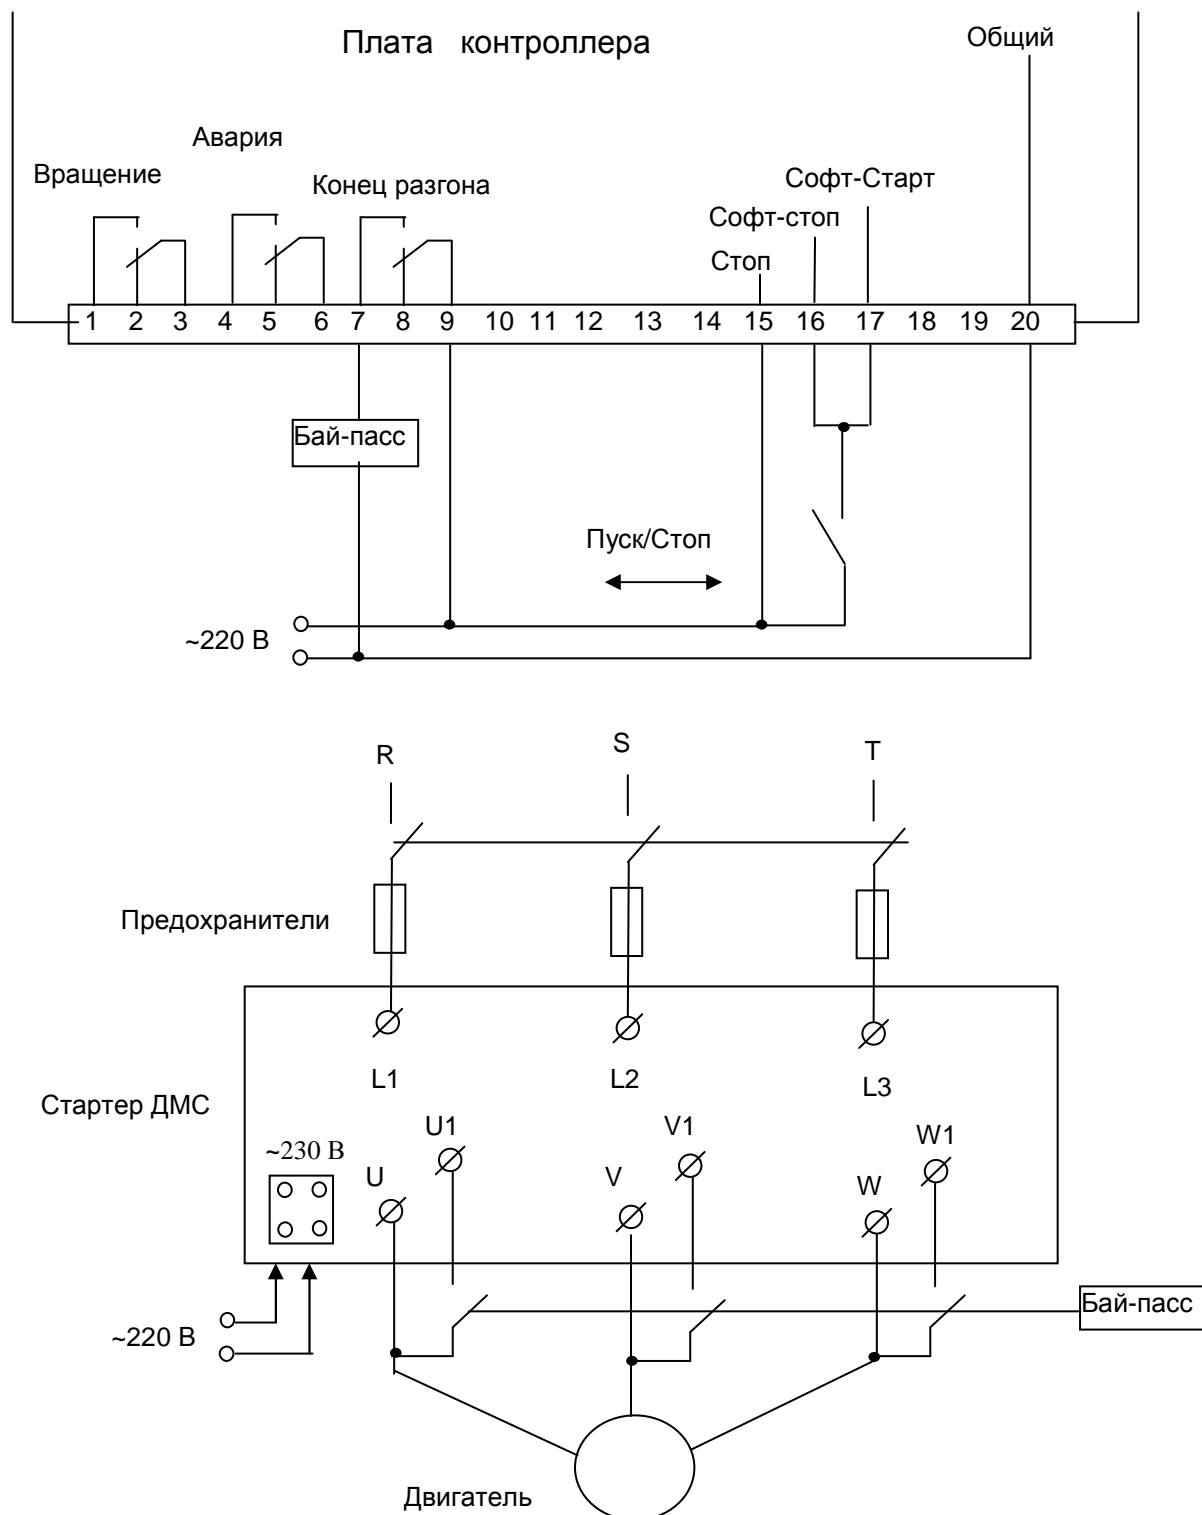 Плата контроллера
Общий
Авария
Вращение
Конец разгона
Софт-Старт
Софт-стоп
Стоп
1 2 3 4 5 6 7 8 9 10 11 12 13 14 15 16 17 18 19 20
Бай-пасс
Пуск/Стоп
~220 В
R S T
Предохранители
L1 L2 L3
Стартер ДМС
U1 V1 W1
~230 В
U V W
Бай-пасс
~220 В
Двигатель